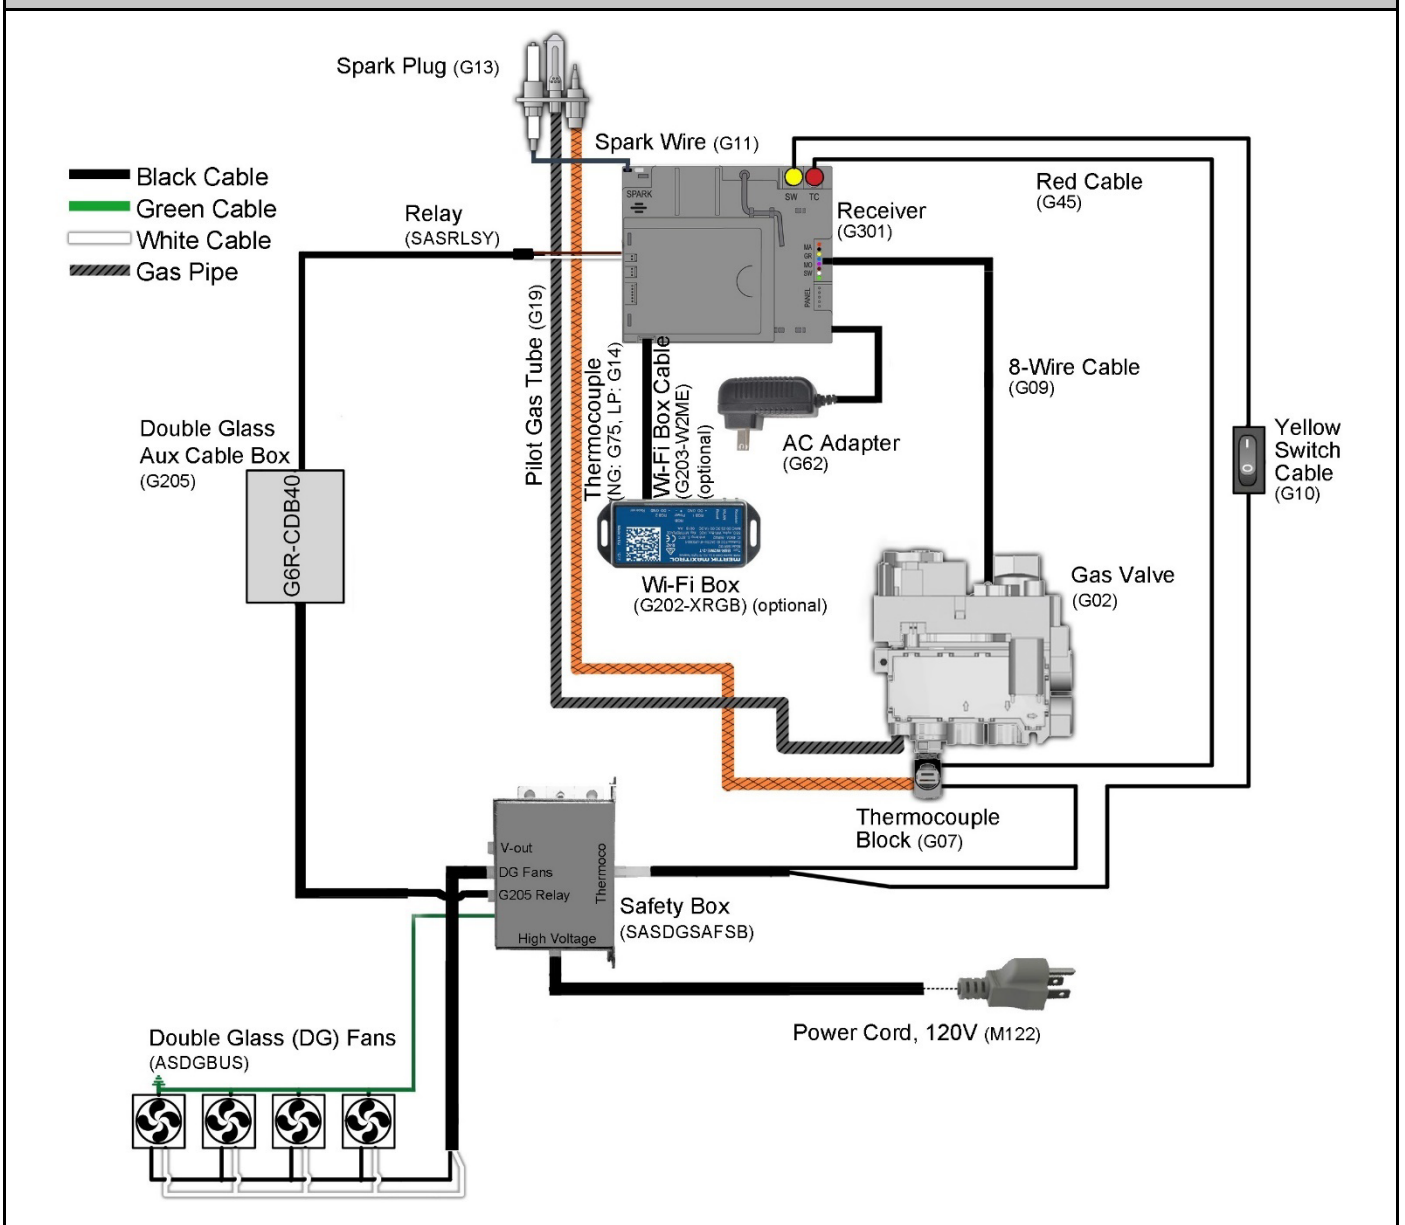 Spark Plug (G13)
Spark Wire (G11)
Black Cable
Green Cable
White Cable
Gas Pipe
Relay
(SASRLSY)
SPARK
SW TC
Receiver
(G301)
Red Cable
(G45)
MA
GR
MO
SW
PANEL
Pilot Gas Tube (G19)
Thermocouple
(NG: G75, LP: G14)
Wi-Fi Box Cable
(G203-W2ME)
(optional)
8-Wire Cable
(G09)
AC Adapter
(G62)
Double Glass
Aux Cable Box
(G205)
G6R-CDB40
Yellow
Switch
Cable
(G10)
I
O
MERTIK MAXITROL
Wi-Fi Box
(G202-XRGB) (optional)
Gas Valve
(G02)
Thermocouple
Block (G07)
V-out
DG Fans
G205 Relay
High Voltage
Thermoco
Safety Box
(SASDGSAFSB)
Power Cord, 120V (M122)
Double Glass (DG) Fans
(ASDGBUS)